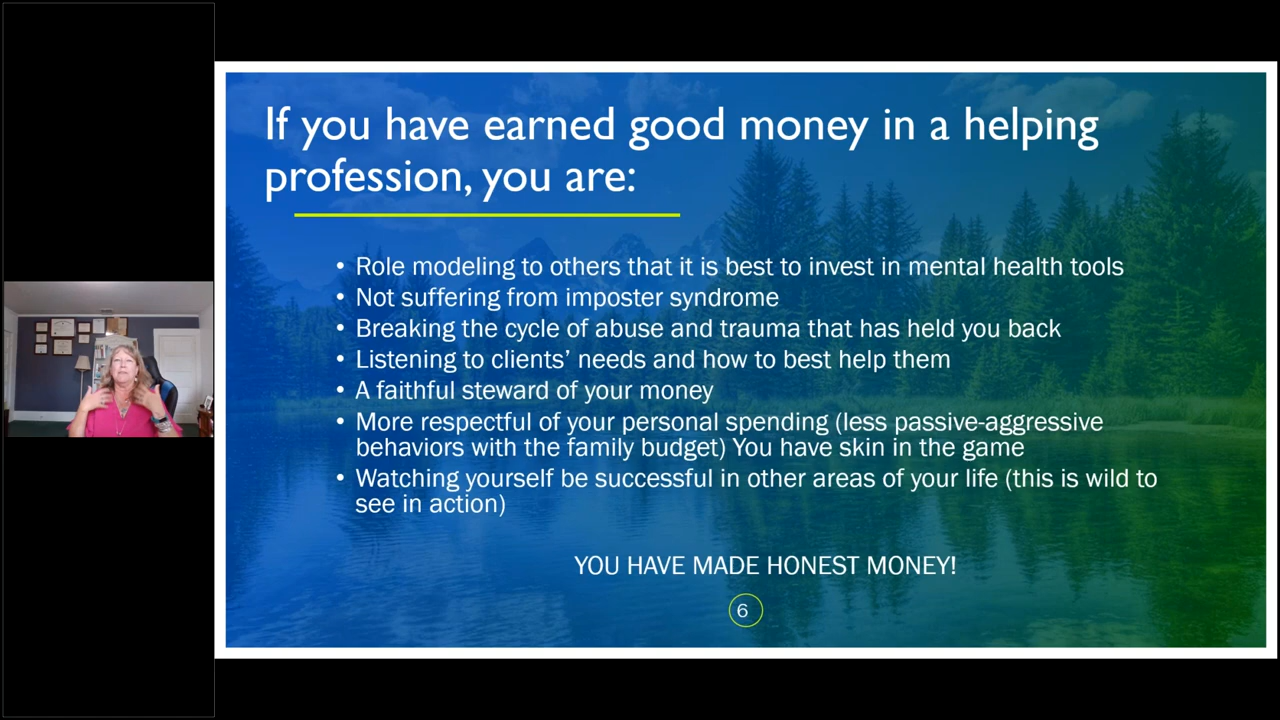 If you have earned good money in a helping
profession, you are:
• Role modeling to others that it is best to invest in mental health tools
• Not suffering from imposter syndrome
• Breaking the cycle of abuse and trauma that has held you back
• Listening to clients’ needs and how to best help them
• A faithful steward of your money
• More respectful of your personal spending (less passive-aggressive
behaviors with the family budget) You have skin in the game
• Watching yourself be successful in other areas of your life (this is wild to
see in action)
YOU HAVE MADE HONEST MONEY!
6